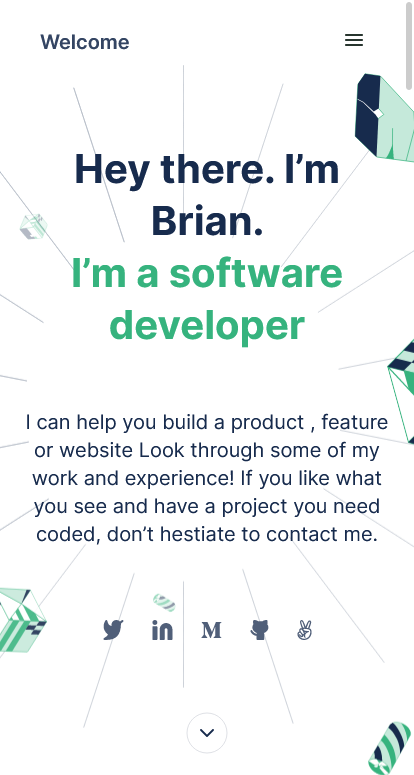 Welcome
Hey there. I’m
Brian.
I’m a software
developer
I can help you build a product , feature
or website Look through some of my
work and experience! If you like what
you see and have a project you need
coded, don’t hestiate to contact me.